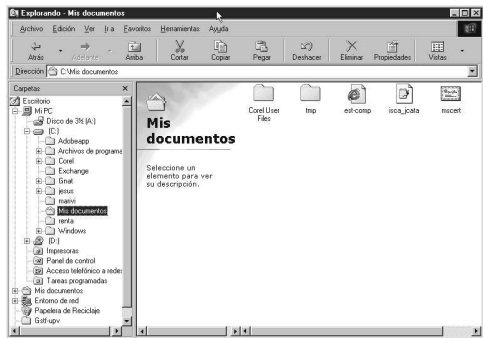 Explorando - Mis documentos
Archivo Edición Ver Ir a Favoritos Herramientas Ayuda
Atrás Adelante Arriba Cortar Copiar Pegar Deshacer Eliminar Propiedades Vistas
Dirección C:\Mis documentos
Carpetas
Escritorio
Mi PC
Disco de 3½ (A:)
(C:)
Adobeapp
Archivos de programa
Corel
Exchange
Gnat
jesus
marivi
Mis documentos
renta
Windows
(D:)
Impresoras
Panel de control
Acceso telefónico a redes
Tareas programadas
Mis documentos
Entorno de red
Papelera de Reciclaje
Gstf-upv
Mis
documentos
Seleccione un
elemento para ver
su descripción.
Corel User
Files
tmp
est-comp
isca_jcata
mscert